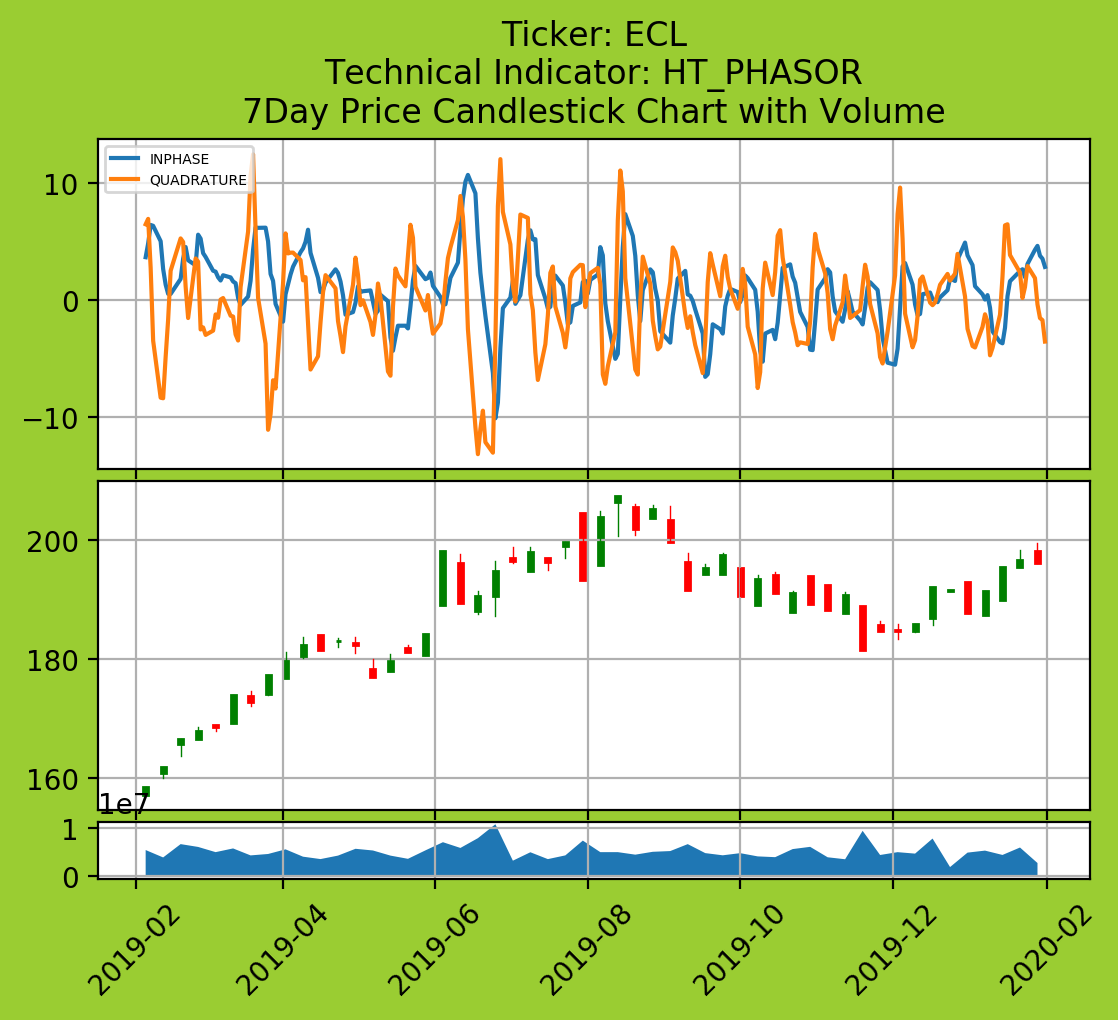 Ticker: ECL
Technical Indicator: HT_PHASOR
7Day Price Candlestick Chart with Volume
INPHASE
QUADRATURE
10
0
−10
200
180
160
1e7
1
0
2019-02
2019-04
2019-06
2019-08
2019-10
2019-12
2020-02